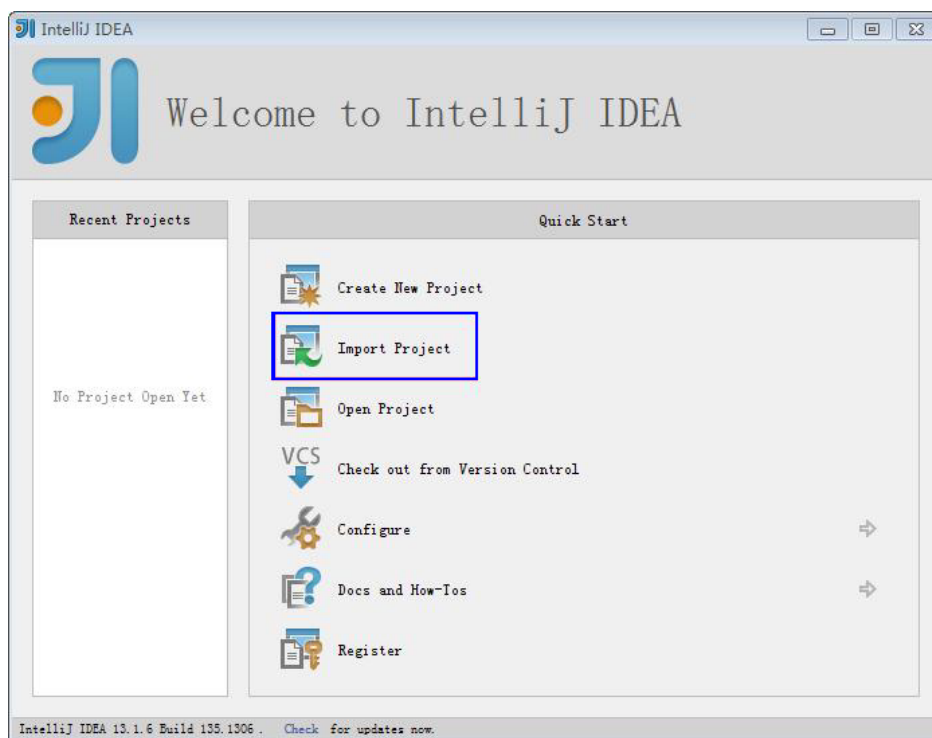 IntelliJ IDEA
Welcome to IntelliJ IDEA
Recent Projects
No Project Open Yet
Quick Start
Create New Project
Import Project
Open Project
VCS
Check out from Version Control
Configure
Docs and How-Tos
Register
IntelliJ IDEA 13.1.6 Build 135.1306 . Check for updates now.